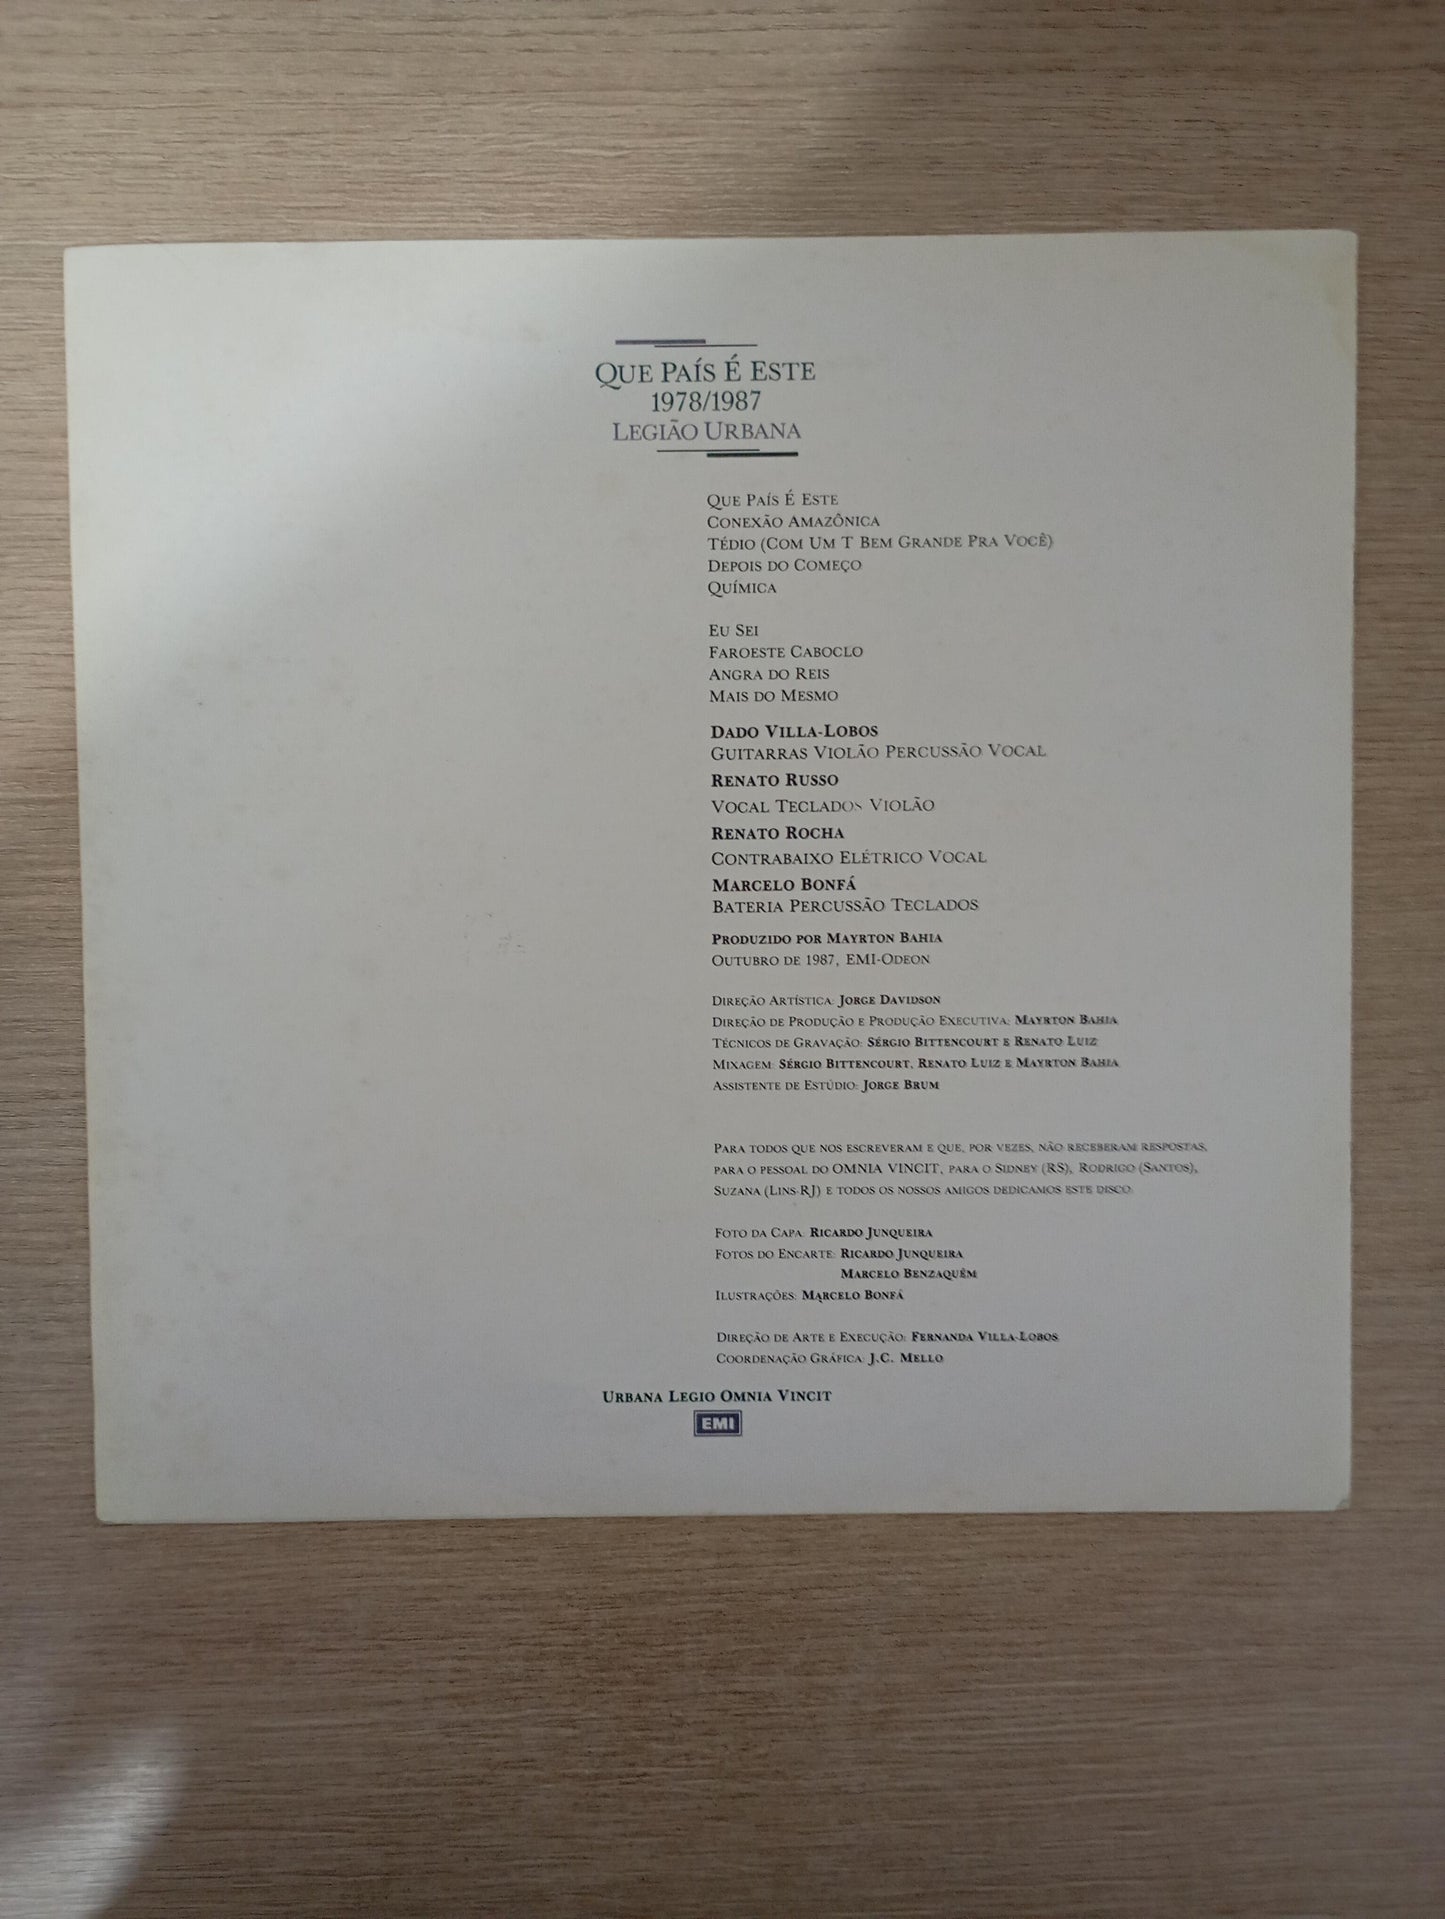 QUE PAÍS É ESTE
1978/1987
LEGIÃO URBANA
QUE PAÍS É ESTE
CONEXÃO AMAZÔNICA
TÉDIO (COM UM T BEM GRANDE PRA VOCÊ)
DEPOIS DO COMEÇO
QUÍMICA
EU SEI
FAROESTE CABOCLO
ANGRA DO REIS
MAIS DO MESMO
DADO VILLA-LOBOS
GUITARRAS VIOLÃO PERCUSSÃO VOCAL
RENATO RUSSO
VOCAL TECLADOS VIOLÃO
RENATO ROCHA
CONTRABAIXO ELÉTRICO VOCAL
MARCELO BONFÁ
BATERIA PERCUSSÃO TECLADOS
PRODUZIDO POR MAYRTON BAHIA
OUTUBRO DE 1987, EMI-ODEON
DIREÇÃO ARTÍSTICA: JORGE DAVIDSON
DIREÇÃO DE PRODUÇÃO E PRODUÇÃO EXECUTIVA: MAYRTON BAHIA
TÉCNICOS DE GRAVAÇÃO: SÉRGIO BITTENCOURT E RENATO LUIZ
MIXAGEM: SÉRGIO BITTENCOURT, RENATO LUIZ E MAYRTON BAHIA
ASSISTENTE DE ESTÚDIO: JORGE BRUM
PARA TODOS QUE NOS ESCREVERAM E QUE, POR VEZES, NÃO RECEBERAM RESPOSTAS,
PARA O PESSOAL DO OMNIA VINCIT, PARA O SIDNEY (RS), RODRIGO (SANTOS),
SUZANA (LINS-RJ) E TODOS OS NOSSOS AMIGOS DEDICAMOS ESTE DISCO.
FOTO DA CAPA: RICARDO JUNQUEIRA
FOTOS DO ENCARTE: RICARDO JUNQUEIRA
MARCELO BENZAQUÊM
ILUSTRAÇÕES: MARCELO BONFÁ
DIREÇÃO DE ARTE E EXECUÇÃO: FERNANDA VILLA-LOBOS
COORDENAÇÃO GRÁFICA: J.C. MELLO
URBANA LEGIO OMNIA VINCIT
EMI